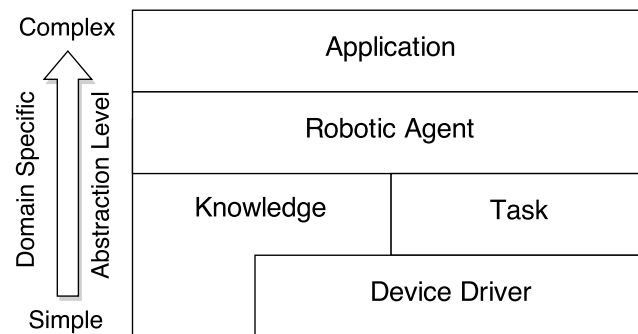 Complex
Domain Specific
Abstraction Level
Simple
Application
Robotic Agent
Knowledge
Task
Device Driver